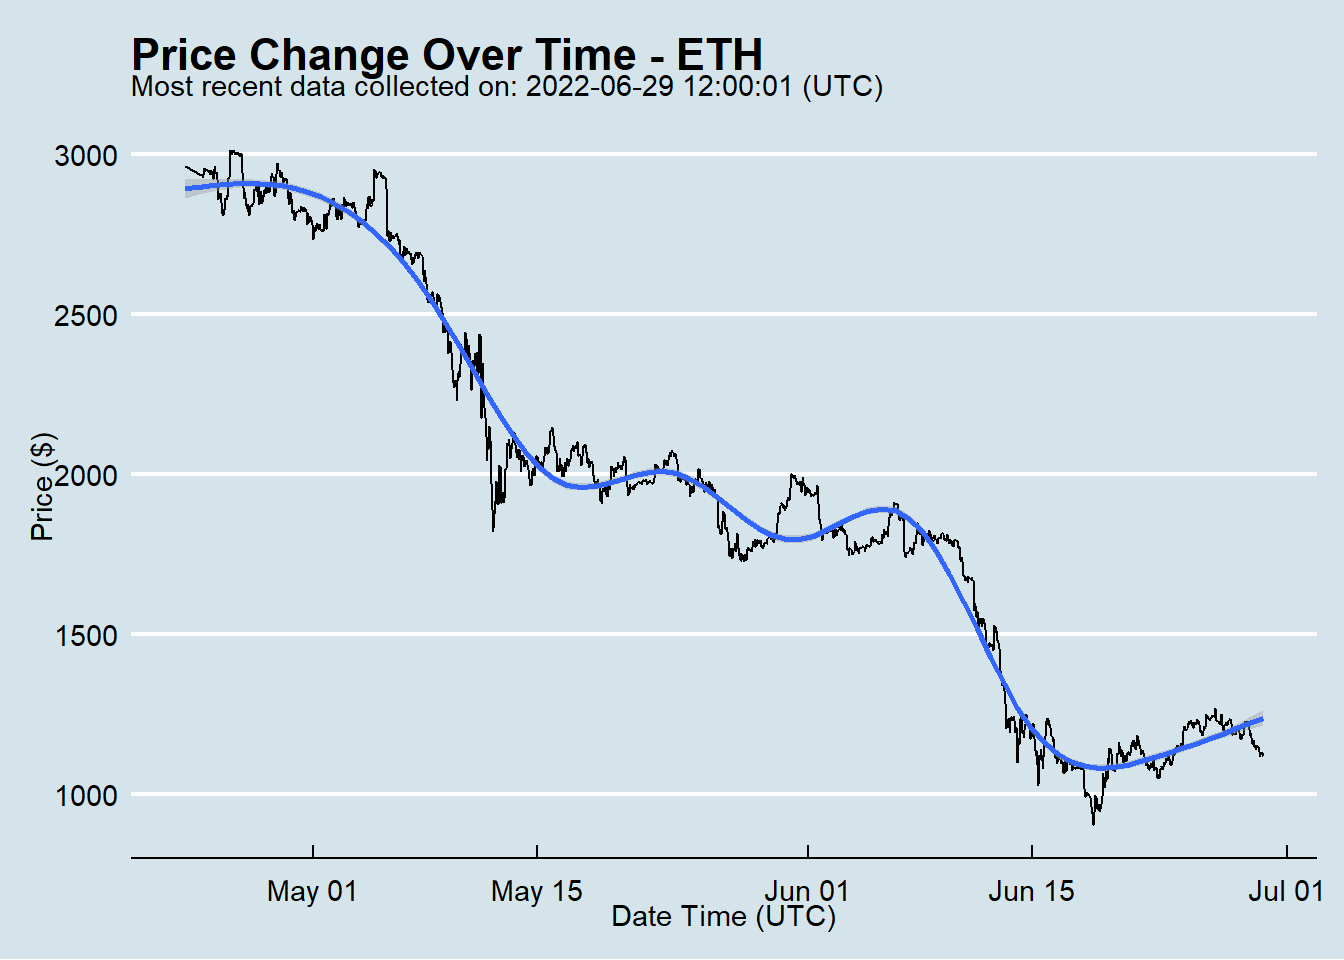 Price Change Over Time - ETH
Most recent data collected on: 2022-06-29 12:00:01 (UTC)
3000
2500
2000
1500
1000
Price ($)
May 01
May 15
Jun 01
Jun 15
Jul 01
Date Time (UTC)